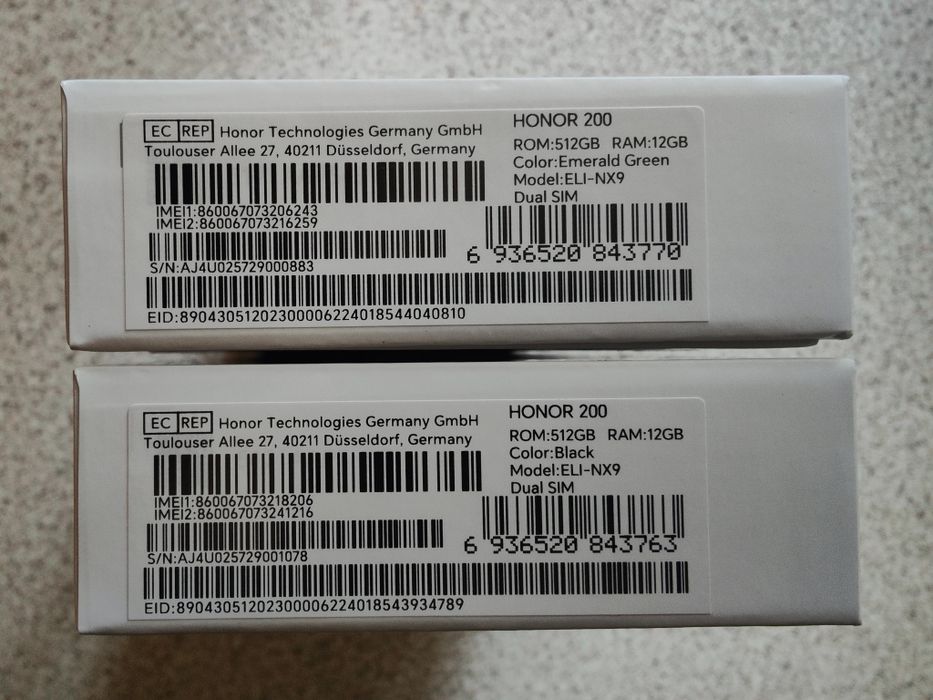 EC REP Honor Technologies Germany GmbH
Toulouser Allee 27, 40211 Düsseldorf, Germany
IMEI1:860067073206243
IMEI2:860067073216259
S/N:AJ4U025729000883
EID:89043051202300006224018544040810
HONOR 200
ROM:512GB RAM:12GB
Color:Emerald Green
Model:ELI-NX9
Dual SIM
6 936520 843770
EC REP Honor Technologies Germany GmbH
Toulouser Allee 27, 40211 Düsseldorf, Germany
IMEI1:860067073218206
IMEI2:860067073241216
S/N:AJ4U025729001078
EID:89043051202300006224018543934789
HONOR 200
ROM:512GB RAM:12GB
Color:Black
Model:ELI-NX9
Dual SIM
6 936520 843763